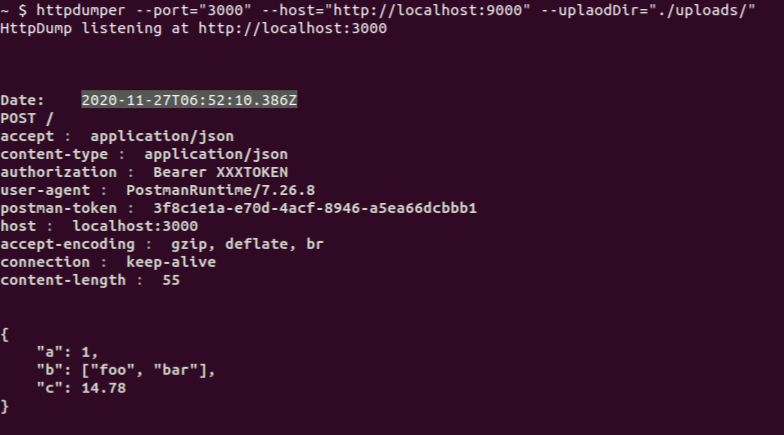 ~ $ httpdumper --port="3000" --host="http://localhost:9000" --uplaodDir="./uploads/"
HttpDump listening at http://localhost:3000
Date:    2020-11-27T06:52:10.386Z
POST /
accept :  application/json
content-type :  application/json
authorization :  Bearer XXXTOKEN
user-agent :  PostmanRuntime/7.26.8
postman-token :  3f8c1e1a-e70d-4acf-8946-a5ea66dcbbb1
host :  localhost:3000
accept-encoding :  gzip, deflate, br
connection :  keep-alive
content-length :  55
{
    "a": 1,
    "b": ["foo", "bar"],
    "c": 14.78
}